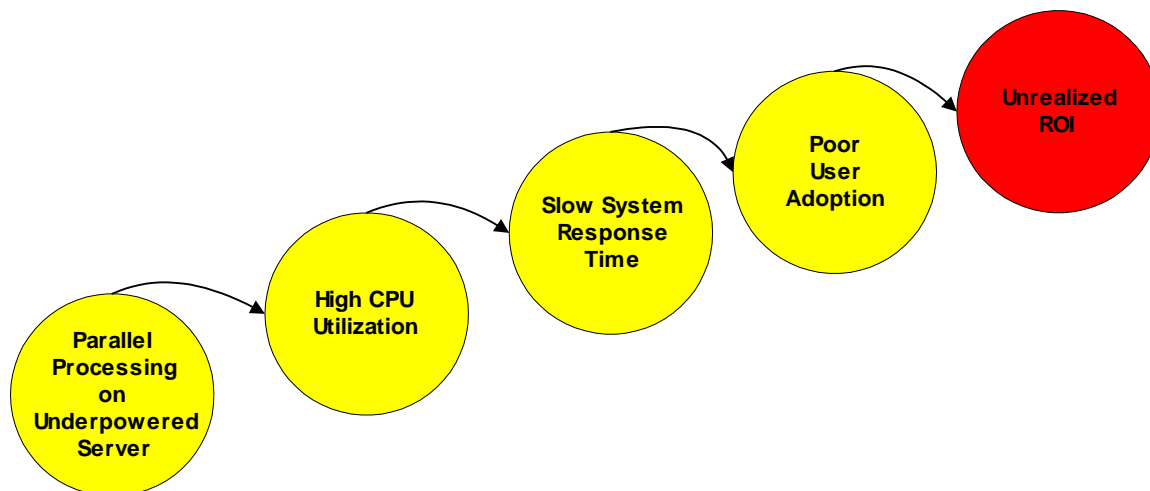 Parallel
Processing
on
Underpowered
Server
High CPU
Utilization
Slow System
Response
Time
Poor
User
Adoption
Unrealized
ROI